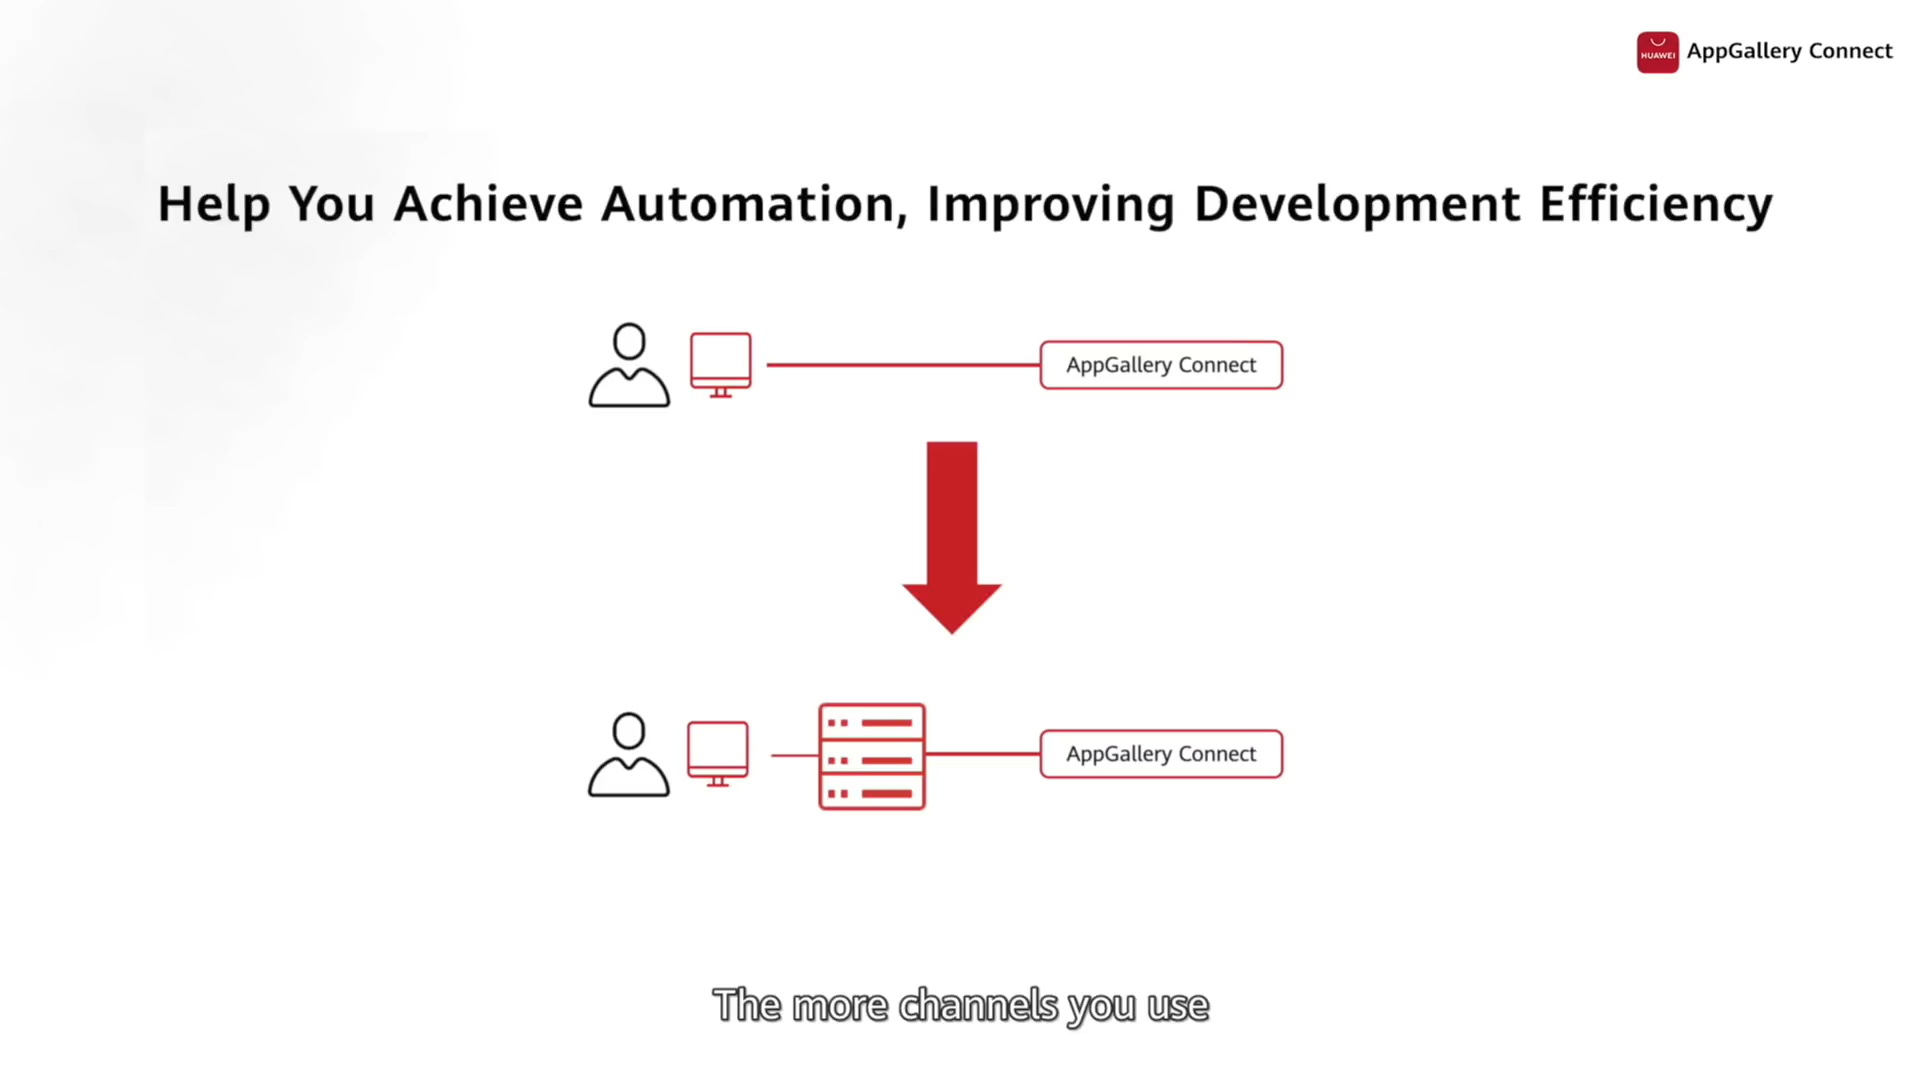 HUAWEI AppGallery Connect
Help You Achieve Automation, Improving Development Efficiency
AppGallery Connect
AppGallery Connect
The more channels you use